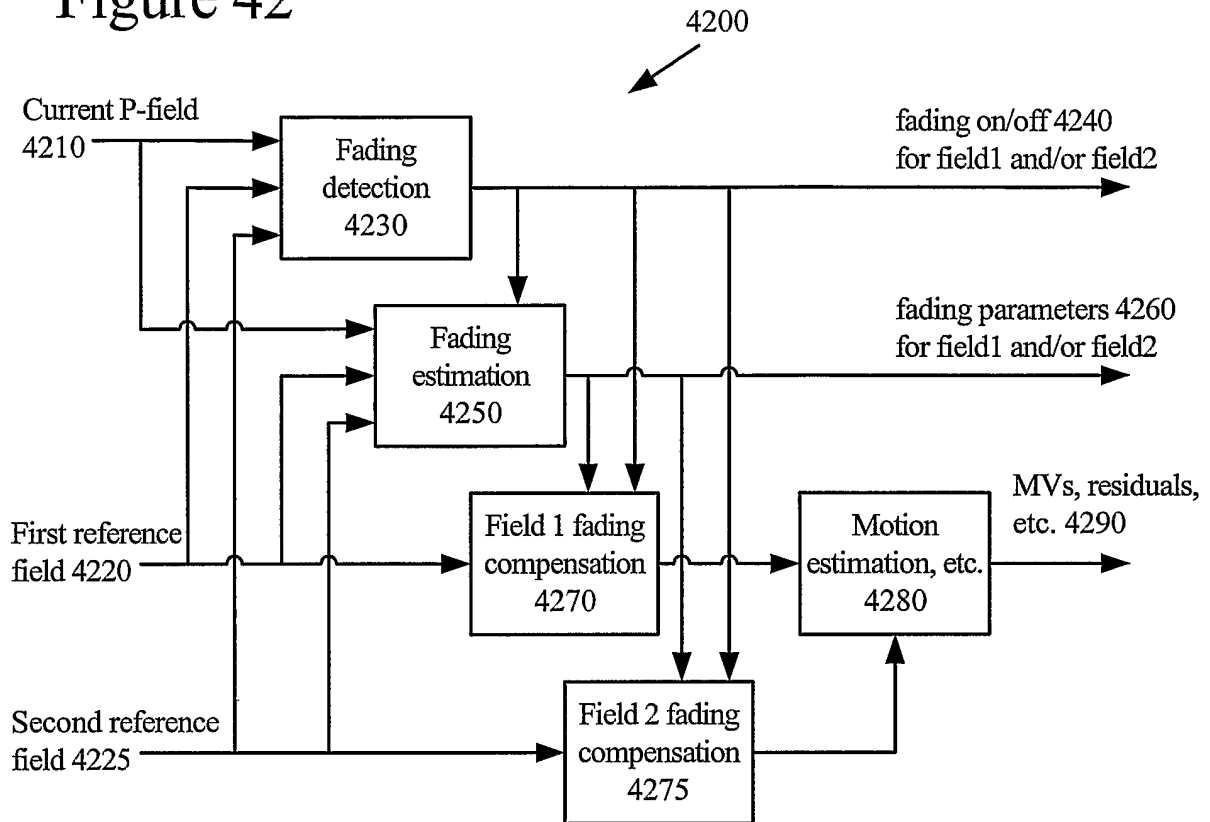 Figure 42
4200
Current P-field
4210
Fading
detection
4230
fading on/off 4240
for field1 and/or field2
Fading
estimation
4250
fading parameters 4260
for field1 and/or field2
First reference
field 4220
Field 1 fading
compensation
4270
Motion
estimation, etc.
4280
MVs, residuals,
etc. 4290
Second reference
field 4225
Field 2 fading
compensation
4275